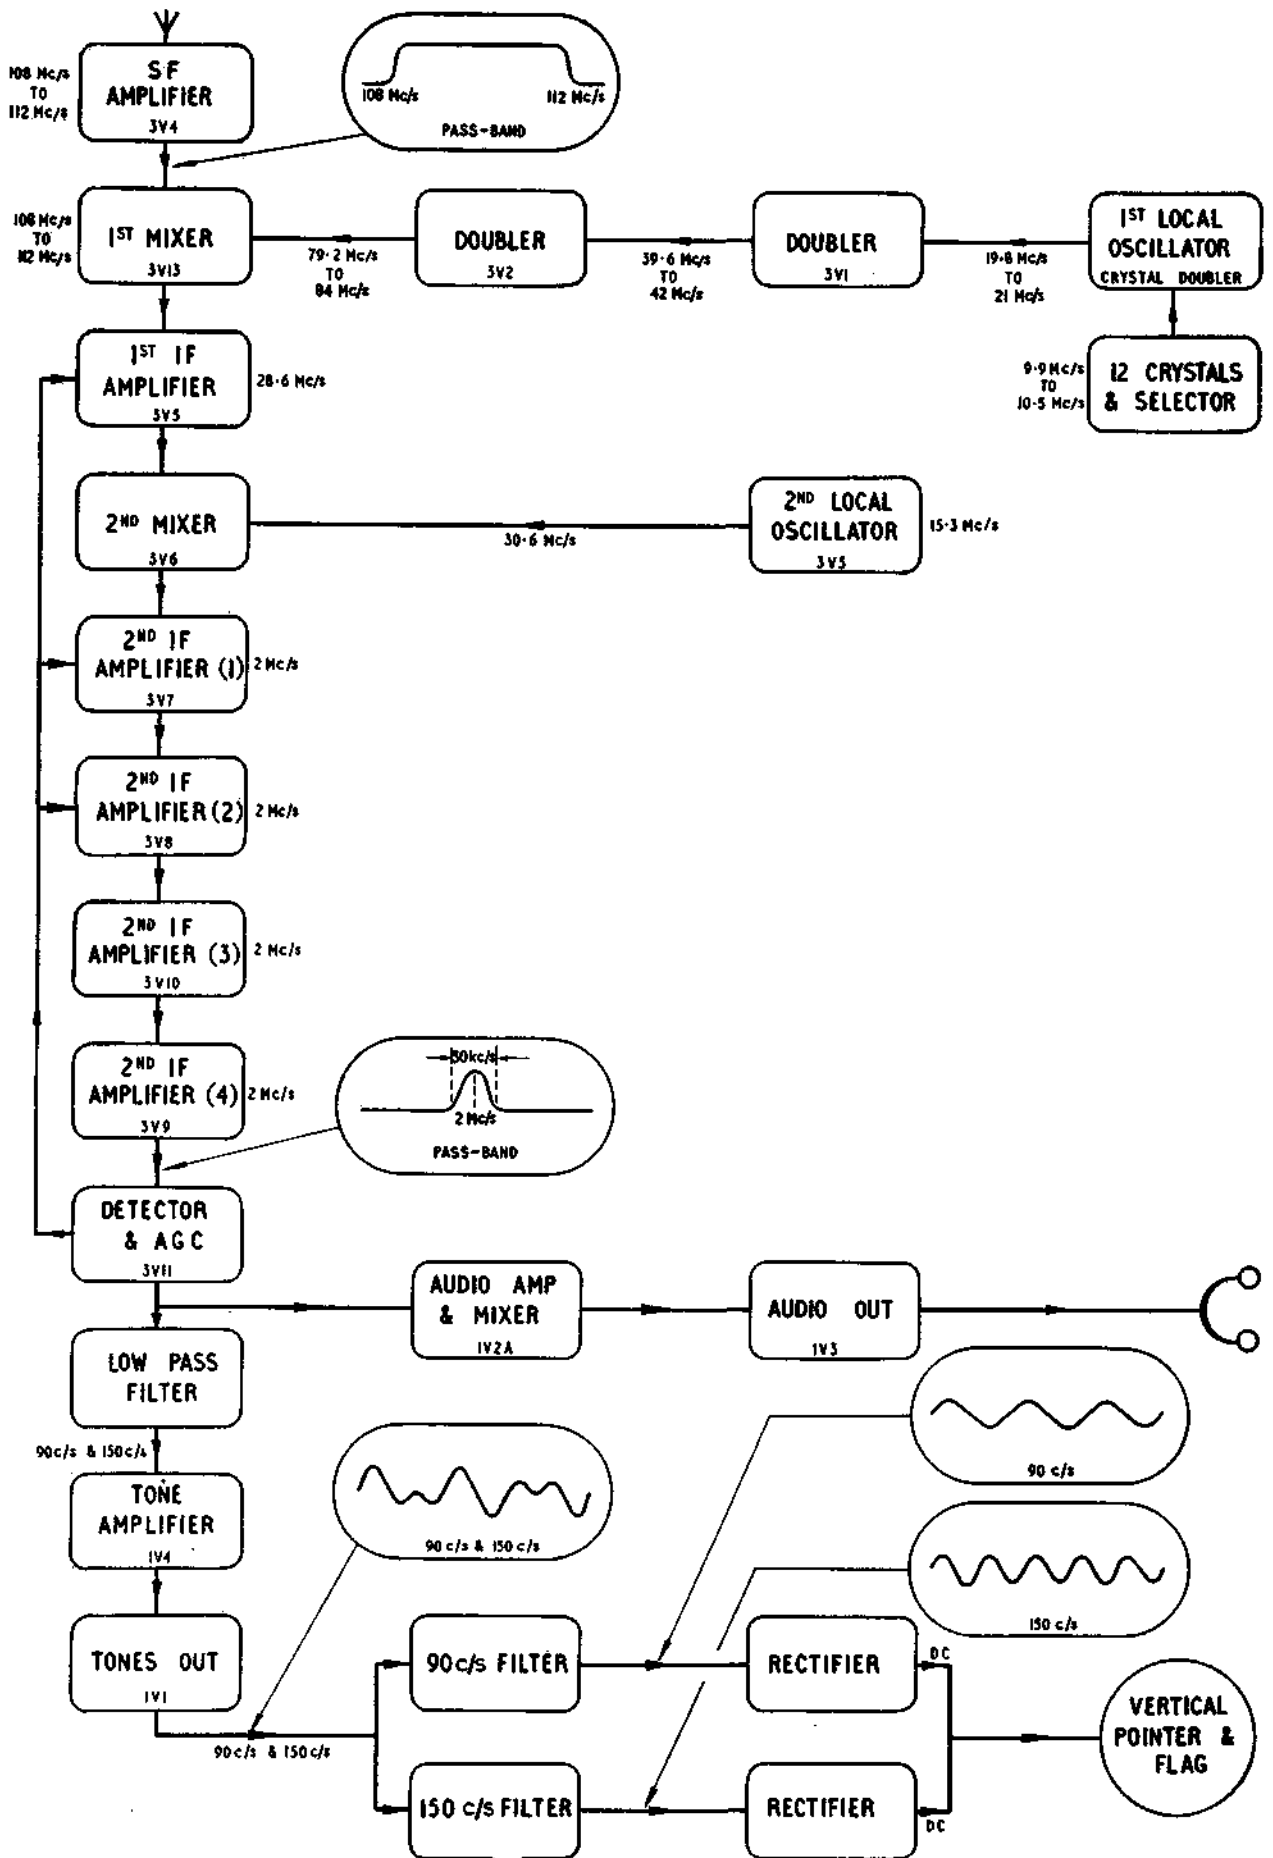 108 Mc/s
TO
112 Mc/s
SF
AMPLIFIER
3V4
108 Mc/s
112 Mc/s
PASS-BAND
108 Mc/s
TO
112 Mc/s
1ST MIXER
3V13
79·2 Mc/s
TO
84 Mc/s
DOUBLER
3V2
39·6 Mc/s
TO
42 Mc/s
DOUBLER
3V1
19·8 Mc/s
TO
21 Mc/s
1ST LOCAL
OSCILLATOR
CRYSTAL DOUBLER
1ST IF
AMPLIFIER
3V5
28·6 Mc/s
9·9 Mc/s
TO
10·5 Mc/s
12 CRYSTALS
& SELECTOR
2ND MIXER
3V6
30·6 Mc/s
2ND LOCAL
OSCILLATOR
3V3
15·3 Mc/s
2ND IF
AMPLIFIER (1)
3V7
2 Mc/s
2ND IF
AMPLIFIER (2)
3V8
2 Mc/s
2ND IF
AMPLIFIER (3)
3V10
2 Mc/s
2ND IF
AMPLIFIER (4)
3V9
2 Mc/s
2 Mc/s
PASS-BAND
DETECTOR
& AGC
3V11
AUDIO AMP
& MIXER
1V2A
AUDIO OUT
1V3
LOW PASS
FILTER
90 c/s & 150 c/s
TONE
AMPLIFIER
1V4
90 c/s & 150 c/s
90 c/s
150 c/s
TONES OUT
1V1
90 c/s & 150 c/s
90 c/s FILTER
RECTIFIER
DC
150 c/s FILTER
RECTIFIER
DC
VERTICAL
POINTER &
FLAG